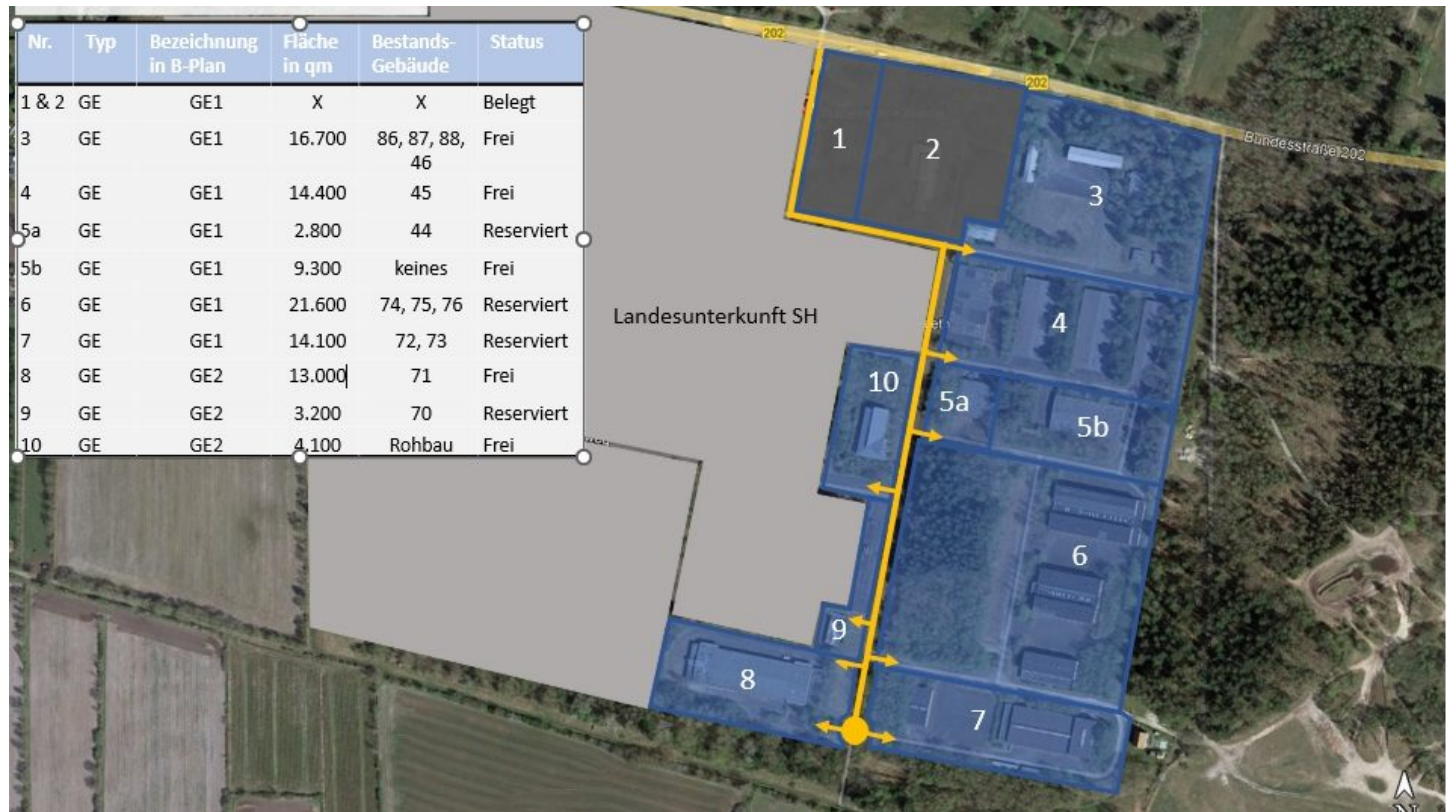 Nr. Typ Bezeichnung in B-Plan Fläche in qm Bestands-Gebäude Status
1 & 2 GE GE1 X X Belegt
3 GE GE1 16.700 86, 87, 88, 46 Frei
4 GE GE1 14.400 45 Frei
5a GE GE1 2.800 44 Reserviert
5b GE GE1 9.300 keines Frei
6 GE GE1 21.600 74, 75, 76 Reserviert
7 GE GE1 14.100 72, 73 Reserviert
8 GE GE2 13.000 71 Frei
9 GE GE2 3.200 70 Reserviert
10 GE GE2 4.100 Rohbau Frei
202
202
Bundesstraße 202
1
2
3
Landesunterkunft SH
4
10
5a
5b
6
9
8
7
N